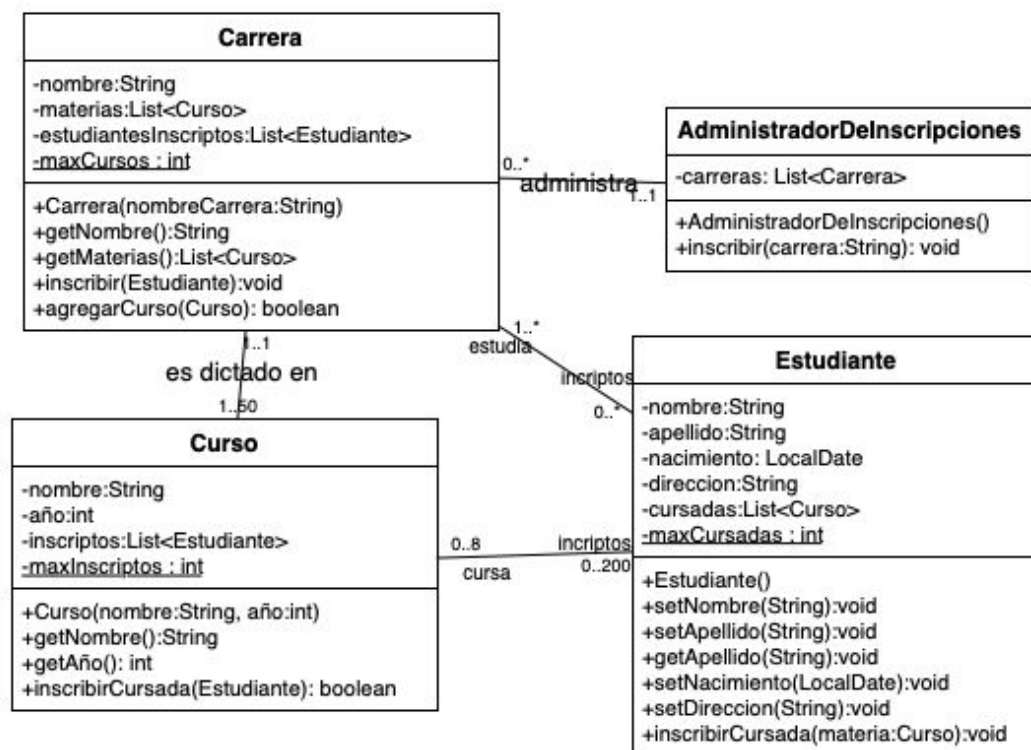 Carrera
-nombre:String
-materias:List<Curso>
-estudiantesInscriptos:List<Estudiante>
-maxCursos : int
+Carrera(nombreCarrera:String)
+getNombre():String
+getMaterias():List<Curso>
+inscribir(Estudiante):void
+agregarCurso(Curso): boolean
0..*
administra
1..1
AdministradorDeInscripciones
-carreras: List<Carrera>
+AdministradorDeInscripciones()
+inscribir(carrera:String): void
1..1
es dictado en
1..50
1..*
estudia
incriptos
0..*
Curso
-nombre:String
-año:int
-inscriptos:List<Estudiante>
-maxInscriptos : int
+Curso(nombre:String, año:int)
+getNombre():String
+getAño(): int
+inscribirCursada(Estudiante): boolean
0..8
cursa
incriptos
0..200
Estudiante
-nombre:String
-apellido:String
-nacimiento: LocalDate
-direccion:String
-cursadas:List<Curso>
-maxCursadas : int
+Estudiante()
+setNombre(String):void
+setApellido(String):void
+getApellido(String):void
+setNacimiento(LocalDate):void
+setDireccion(String):void
+inscribirCursada(materia:Curso):void